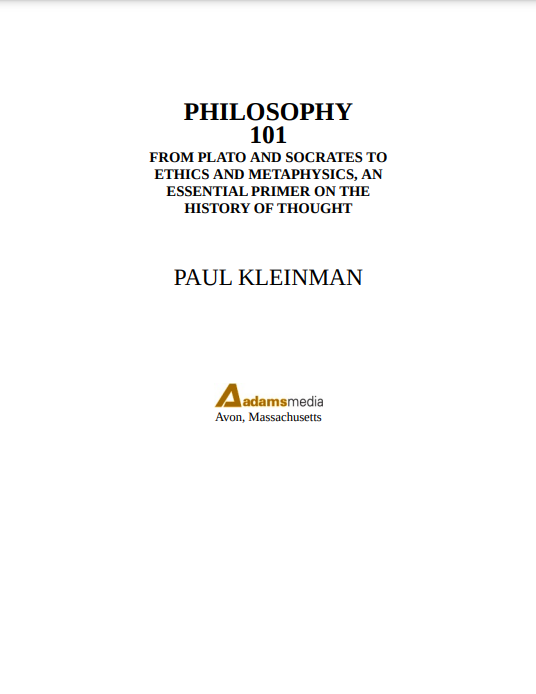 PHILOSOPHY
101
FROM PLATO AND SOCRATES TO
ETHICS AND METAPHYSICS, AN
ESSENTIAL PRIMER ON THE
HISTORY OF THOUGHT
PAUL KLEINMAN
adamsmedia
Avon, Massachusetts